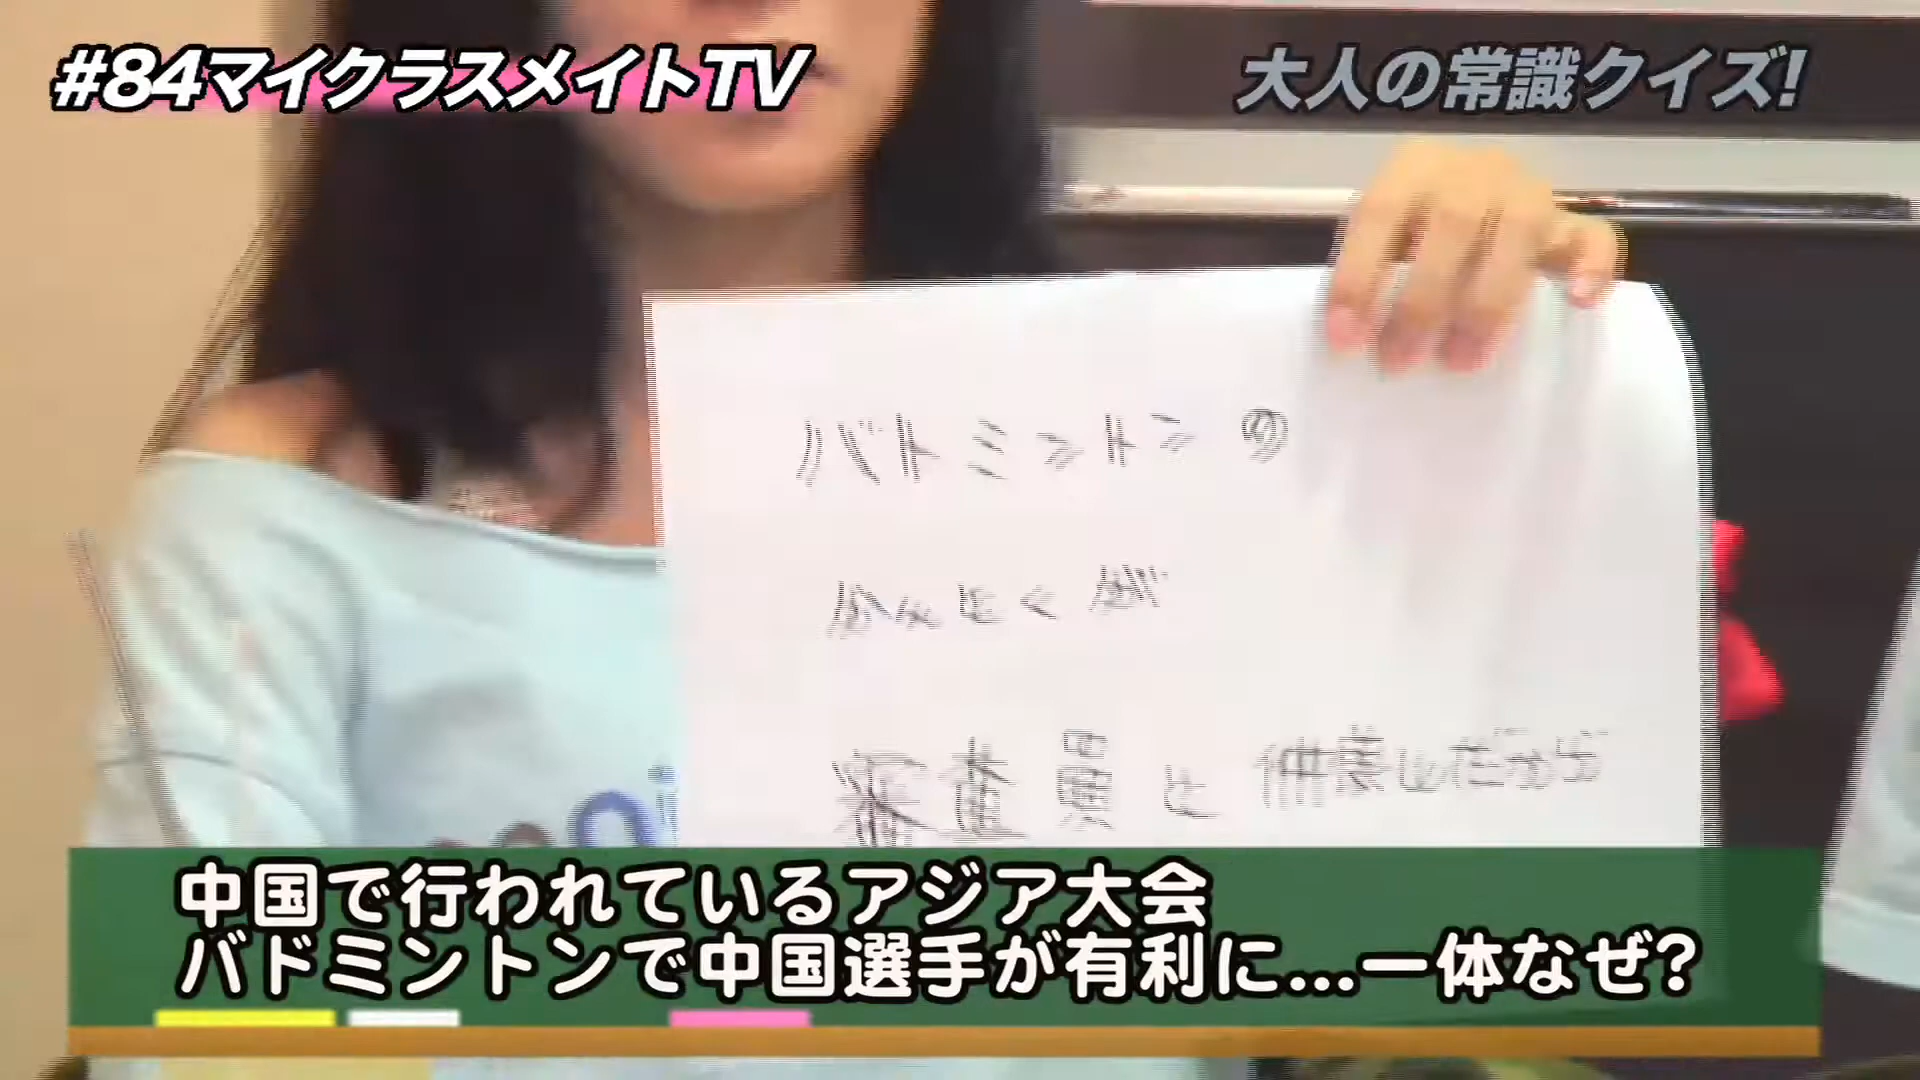 #84マイクラスメイトTV
大人の常識クイズ!
バトミントンの
かんとくが
審査員と供業しだから
中国で行われているアジア大会
バドミントンで中国選手が有利に...一体なぜ?